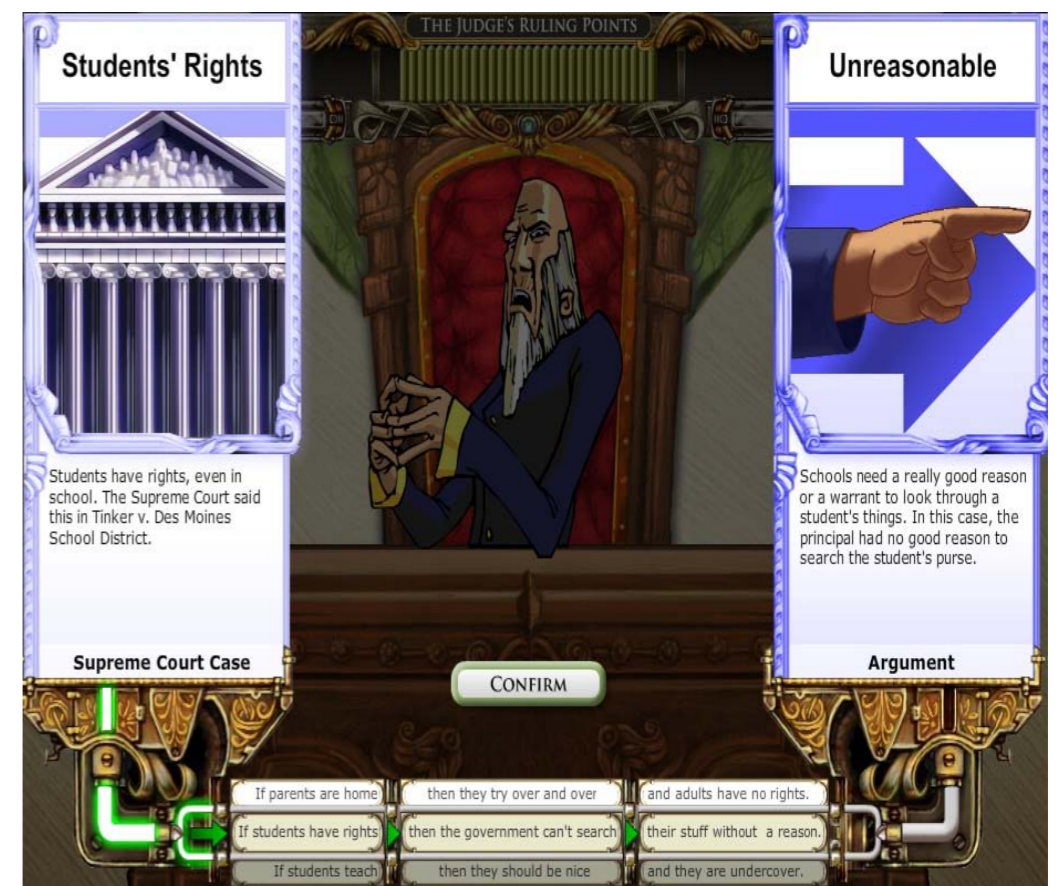 THE JUDGE'S RULING POINTS
Students' Rights
Students have rights, even in
school. The Supreme Court said
this in Tinker v. Des Moines
School District.
Supreme Court Case
Unreasonable
Schools need a really good reason
or a warrant to look through a
student's things. In this case, the
principal had no good reason to
search the student's purse.
Argument
CONFIRM
If parents are home then they try over and over and adults have no rights.
If students have rights then the government can't search their stuff without a reason.
If students teach then they should be nice and they are undercover.